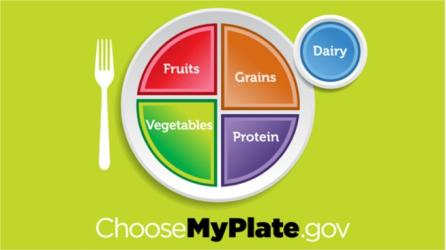 Dairy
Fruits
Grains
Vegetables
Protein
ChooseMyPlate.gov